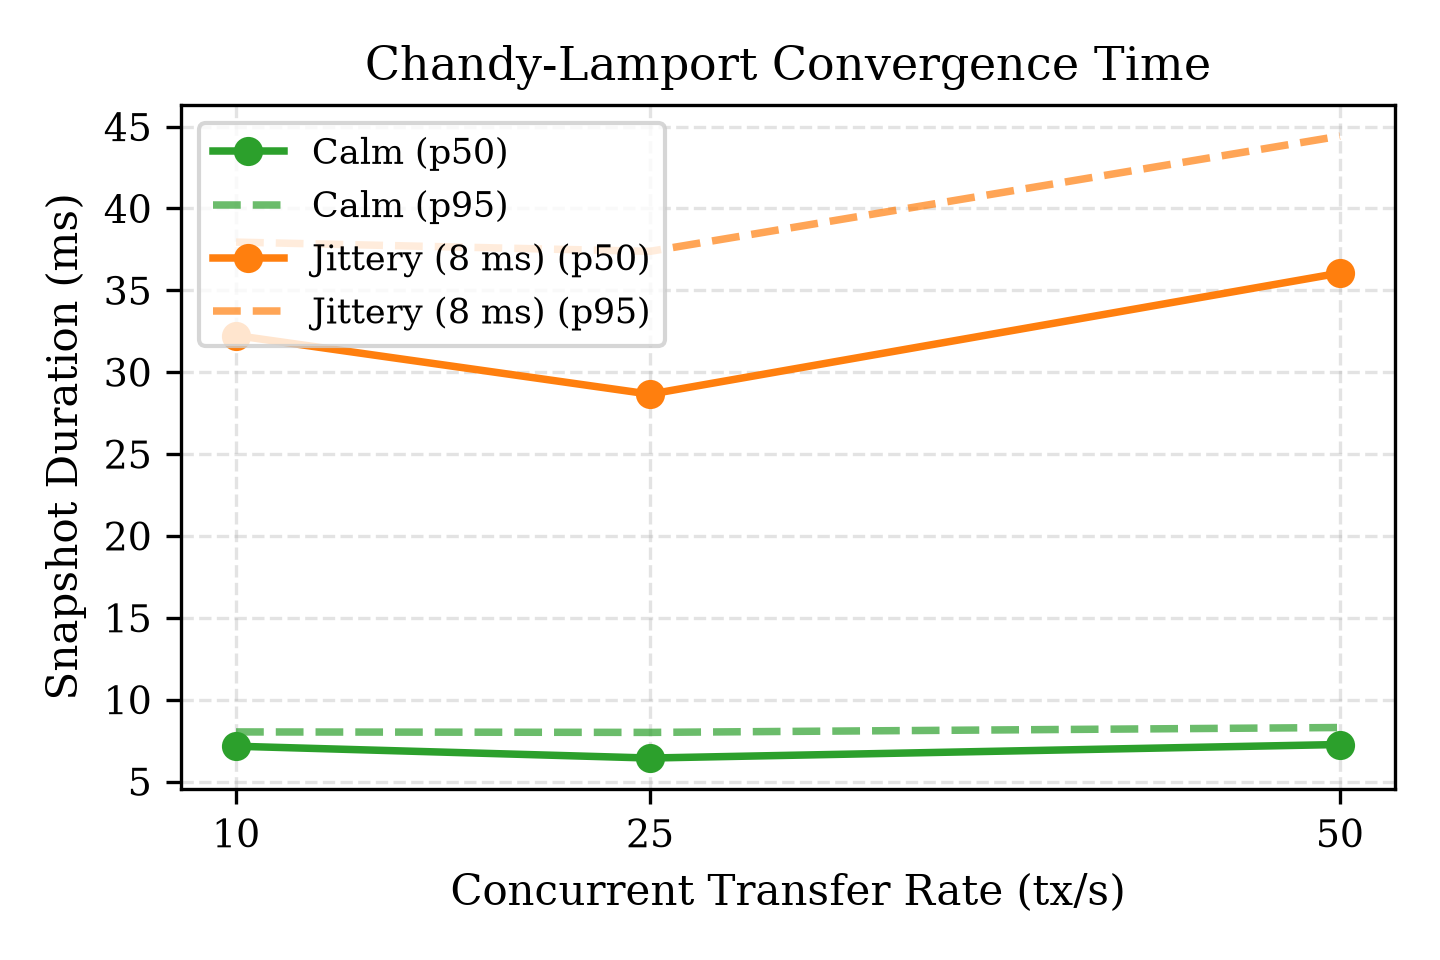 Chandy-Lamport Convergence Time
Snapshot Duration (ms)
45
40
35
30
25
20
15
10
5
Calm (p50)
Calm (p95)
Jittery (8 ms) (p50)
Jittery (8 ms) (p95)
10 25 50
Concurrent Transfer Rate (tx/s)